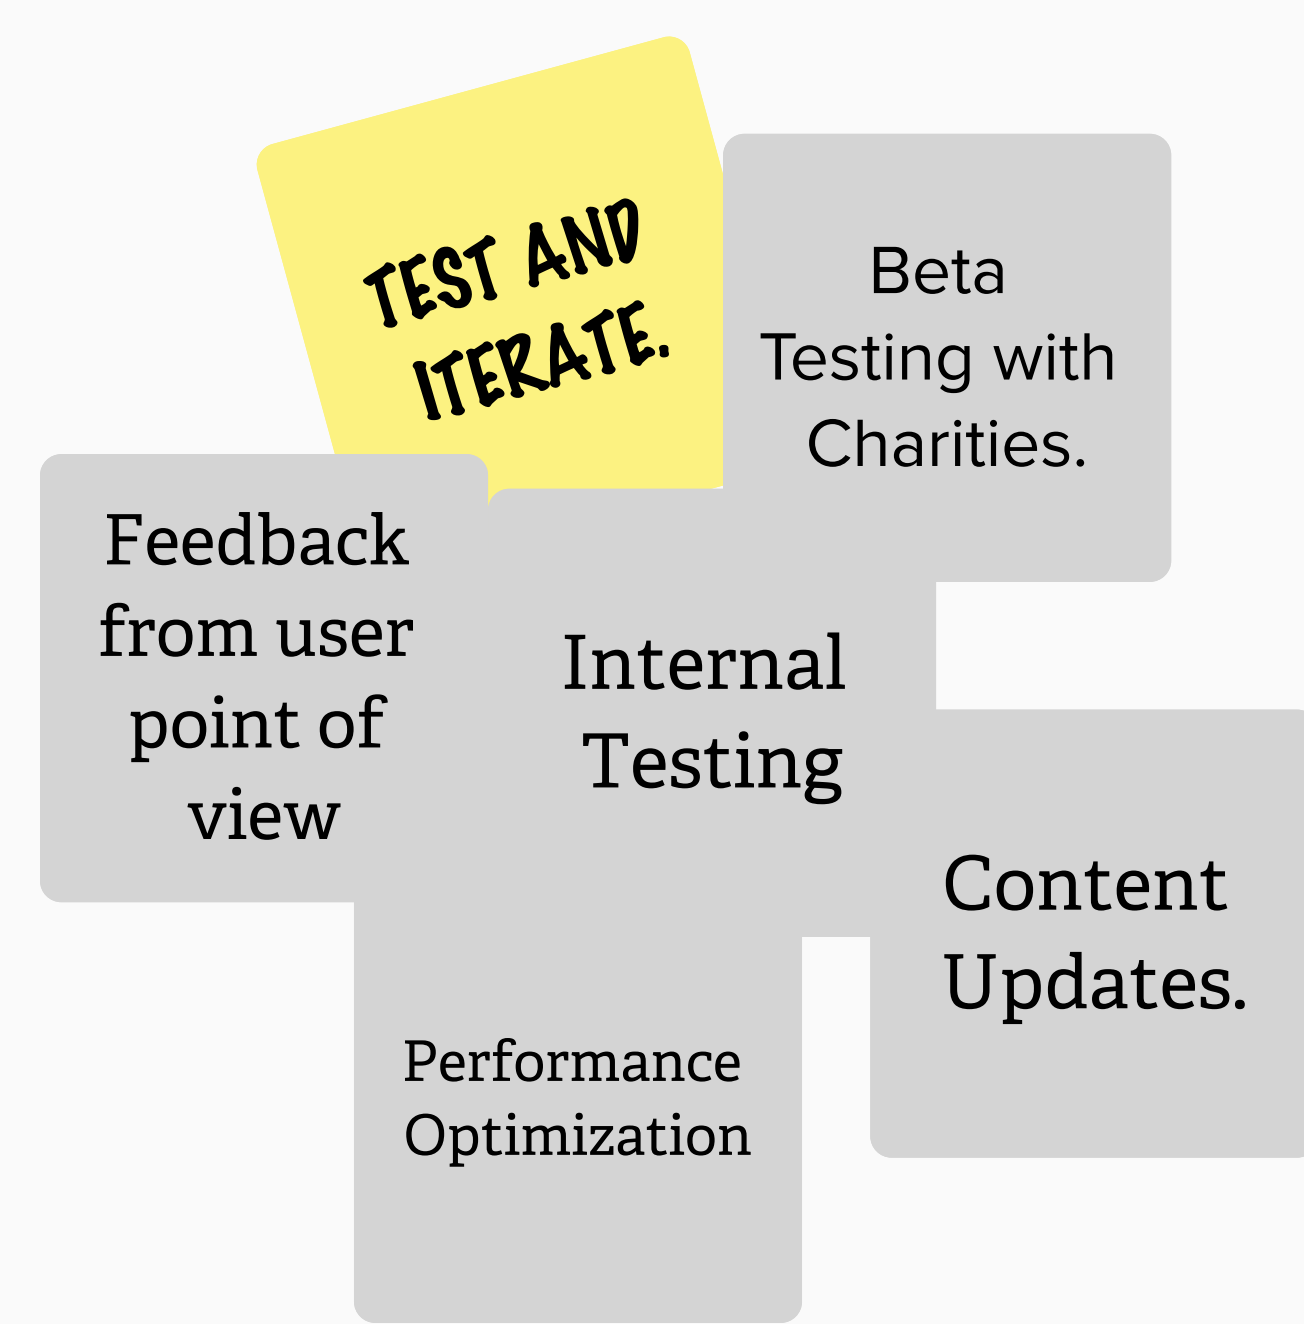 TEST AND
ITERATE.
Beta
Testing with
Charities.
Feedback
from user
point of
view
Internal
Testing
Content
Updates.
Performance
Optimization